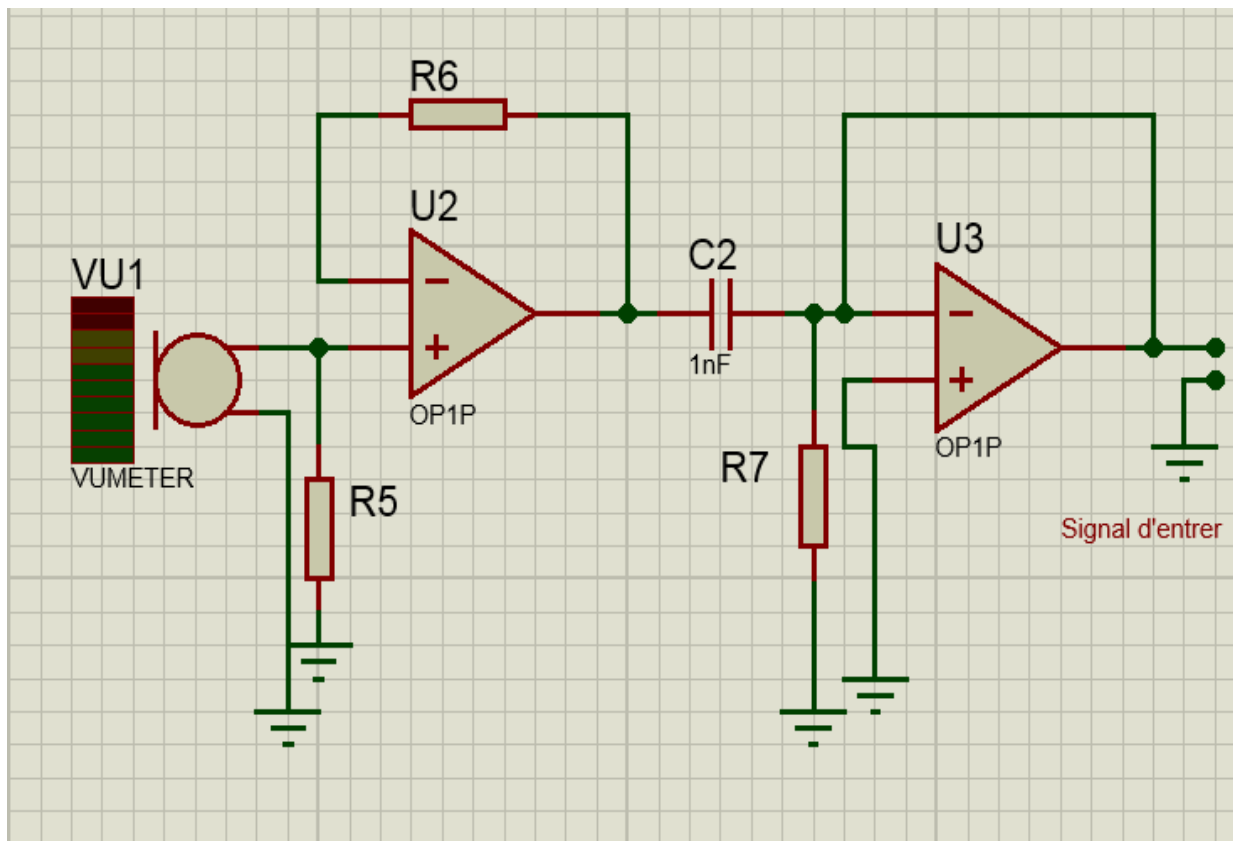 R6
U2
VU1
C2
U3
1nF
OP1P
OP1P
R7
VUMETER
R5
Signal d'entrer